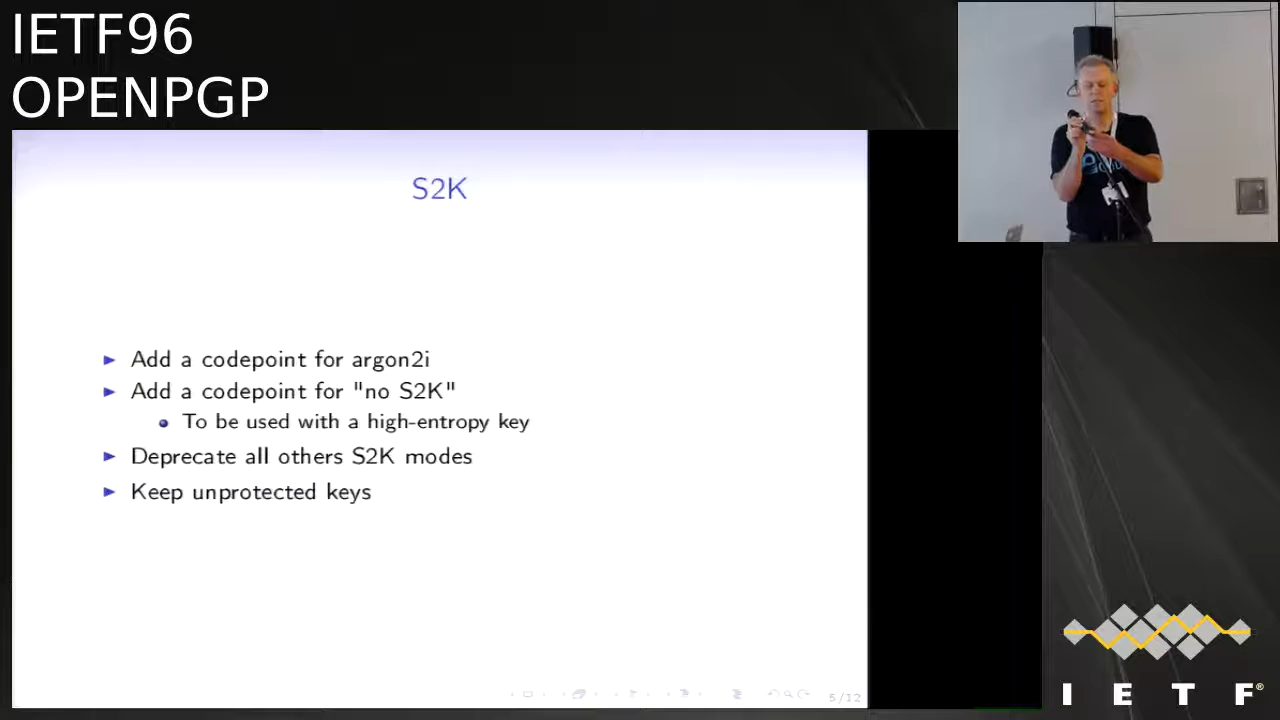 IETF96
OPENPGP
S2K
Add a codepoint for argon2i
Add a codepoint for "no S2K"
To be used with a high-entropy key
Deprecate all others S2K modes
Keep unprotected keys
5/12
I E T F®